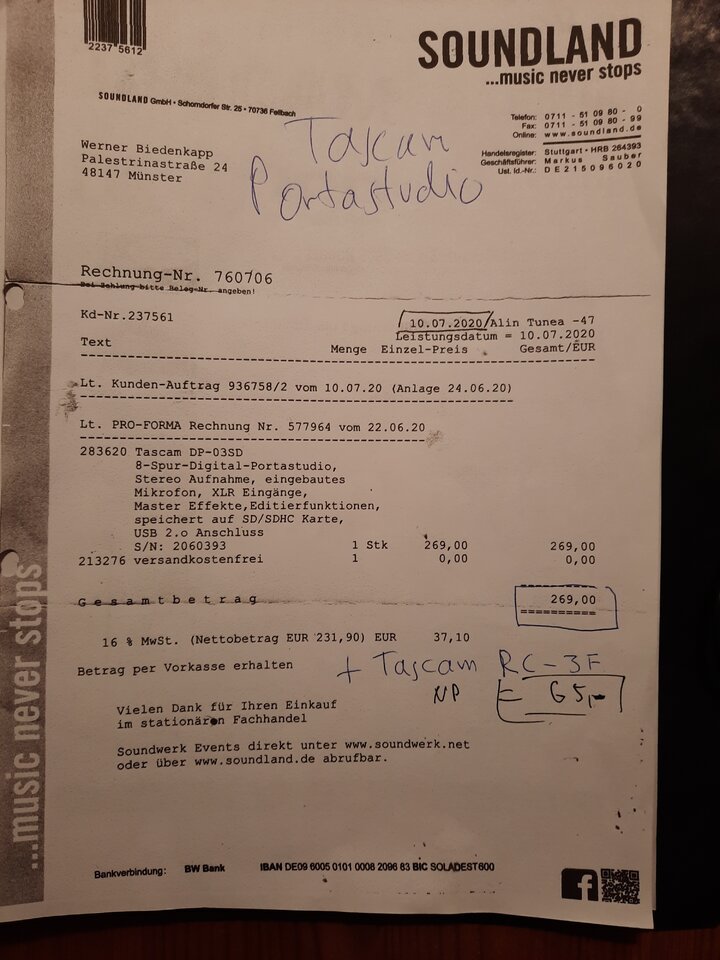 2237 5612
SOUNDLAND
...music never stops
SOUNDLAND GmbH • Schorndorfer Str. 25 • 70736 Fellbach
Telefon: 0711 - 51 09 80 - 0
Fax: 0711 - 51 09 80 - 99
Online: www.soundland.de
Handelsregister: Stuttgart • HRB 264393
Geschäftsführer: Markus Sauber
Ust. Id.-Nr.: DE215096020
Werner Biedenkapp
Palestrinastraße 24
48147 Münster
Tascam
Portastudio
Rechnung-Nr. 760706
Bei Zahlung bitte Beleg-Nr. angeben!
Kd-Nr.237561
10.07.2020/Alin Tunea -47
Leistungsdatum = 10.07.2020
Text Menge Einzel-Preis Gesamt/EUR
Lt. Kunden-Auftrag 936758/2 vom 10.07.20 (Anlage 24.06.20)
Lt. PRO-FORMA Rechnung Nr. 577964 vom 22.06.20
283620 Tascam DP-03SD
8-Spur-Digital-Portastudio,
Stereo Aufnahme, eingebautes
Mikrofon, XLR Eingänge,
Master Effekte,Editierfunktionen,
speichert auf SD/SDHC Karte,
USB 2.o Anschluss
S/N: 2060393 1 Stk 269,00 269,00
213276 versandkostenfrei 1 0,00 0,00
Gesamtbetrag 269,00
16 % MwSt. (Nettobetrag EUR 231,90) EUR 37,10
Betrag per Vorkasse erhalten
+ Tascam RC-3F
NP = 65,-
Vielen Dank für Ihren Einkauf
im stationären Fachhandel
Soundwerk Events direkt unter www.soundwerk.net
oder über www.soundland.de abrufbar.
...music never stops
Bankverbindung: BW Bank IBAN DE09 6005 0101 0008 2096 83 BIC SOLADEST600
f